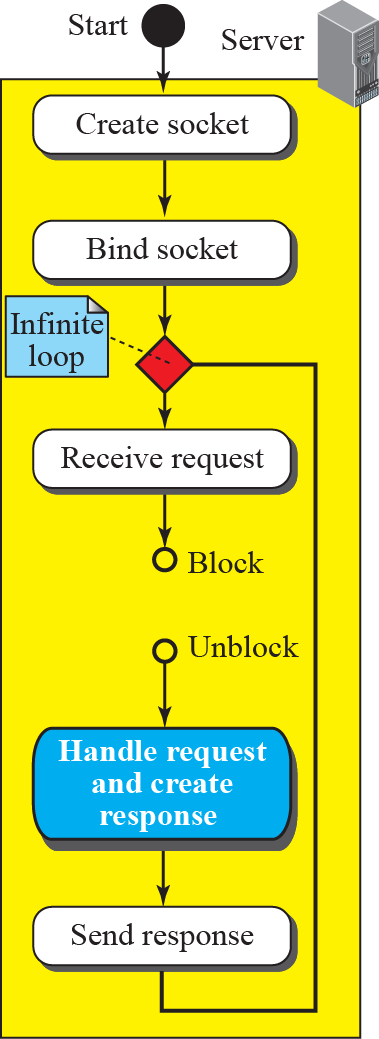 Start
Server
Create socket
Bind socket
Infinite
loop
Receive request
Block
Unblock
Handle request
and create
response
Send response